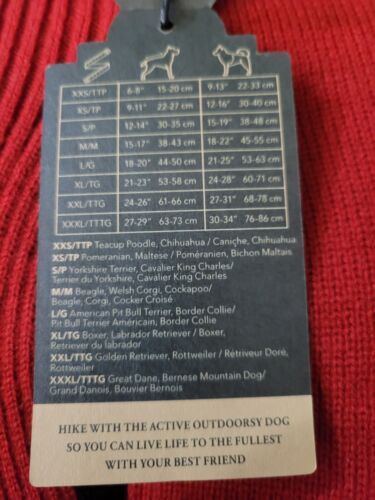 XXS/TTP 6-8" 15-20 cm 9-13" 22-33 cm
XS/TP 9-11" 22-27 cm 12-16" 30-40 cm
S/P 12-14" 30-35 cm 15-19" 38-48 cm
M/M 15-17" 38-43 cm 18-22" 45-55 cm
L/G 18-20" 44-50 cm 21-25" 53-63 cm
XL/TG 21-23" 53-58 cm 24-28" 60-71 cm
XXL/TTG 24-26" 61-66 cm 27-31" 68-78 cm
XXXL/TTTG 27-29" 63-73 cm 30-34" 76-86 cm
XXS/TTP Teacup Poodle, Chihuahua / Caniche, Chihuahua
XS/TP Pomeranian, Maltese / Poméranien, Bichon Maltais
S/P Yorkshire Terrier, Cavalier King Charles/
Terrier du Yorkshire, Cavalier King Charles
M/M Beagle, Welsh Corgi, Cockapoo/
Beagle, Corgi, Cocker Croisé
L/G American Pit Bull Terrier, Border Collie/
Pit Bull Terrier Américain, Border Collie
XL/TG Boxer, Labrador Retriever / Boxer,
Retriever du labrador
XXL/TTG Golden Retriever, Rottweiler / Rétriveur Doré,
Rottweiler
XXXL/TTTG Great Dane, Bernese Mountain Dog/
Grand Danois, Bouvier Bernois
HIKE WITH THE ACTIVE OUTDOORSY DOG
SO YOU CAN LIVE LIFE TO THE FULLEST
WITH YOUR BEST FRIEND